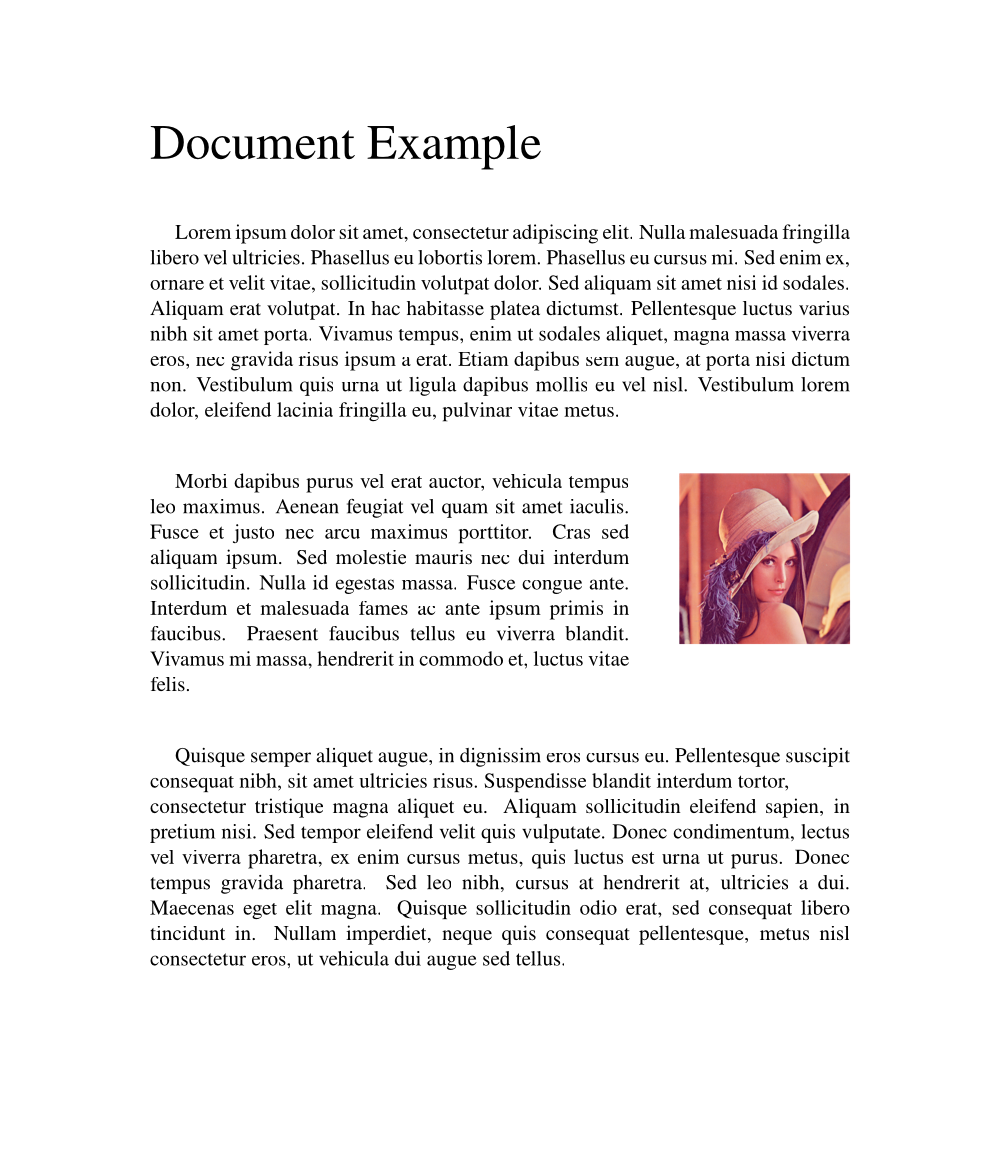 Document Example
Lorem ipsum dolor sit amet, consectetur adipiscing elit. Nulla malesuada fringilla
libero vel ultricies. Phasellus eu lobortis lorem. Phasellus eu cursus mi. Sed enim ex,
ornare et velit vitae, sollicitudin volutpat dolor. Sed aliquam sit amet nisi id sodales.
Aliquam erat volutpat. In hac habitasse platea dictumst. Pellentesque luctus varius
nibh sit amet porta. Vivamus tempus, enim ut sodales aliquet, magna massa viverra
eros, nec gravida risus ipsum a erat. Etiam dapibus sem augue, at porta nisi dictum
non. Vestibulum quis urna ut ligula dapibus mollis eu vel nisl. Vestibulum lorem
dolor, eleifend lacinia fringilla eu, pulvinar vitae metus.
Morbi dapibus purus vel erat auctor, vehicula tempus
leo maximus. Aenean feugiat vel quam sit amet iaculis.
Fusce et justo nec arcu maximus porttitor. Cras sed
aliquam ipsum. Sed molestie mauris nec dui interdum
sollicitudin. Nulla id egestas massa. Fusce congue ante.
Interdum et malesuada fames ac ante ipsum primis in
faucibus. Praesent faucibus tellus eu viverra blandit.
Vivamus mi massa, hendrerit in commodo et, luctus vitae
felis.
Quisque semper aliquet augue, in dignissim eros cursus eu. Pellentesque suscipit
consequat nibh, sit amet ultricies risus. Suspendisse blandit interdum tortor,
consectetur tristique magna aliquet eu. Aliquam sollicitudin eleifend sapien, in
pretium nisi. Sed tempor eleifend velit quis vulputate. Donec condimentum, lectus
vel viverra pharetra, ex enim cursus metus, quis luctus est urna ut purus. Donec
tempus gravida pharetra. Sed leo nibh, cursus at hendrerit at, ultricies a dui.
Maecenas eget elit magna. Quisque sollicitudin odio erat, sed consequat libero
tincidunt in. Nullam imperdiet, neque quis consequat pellentesque, metus nisl
consectetur eros, ut vehicula dui augue sed tellus.